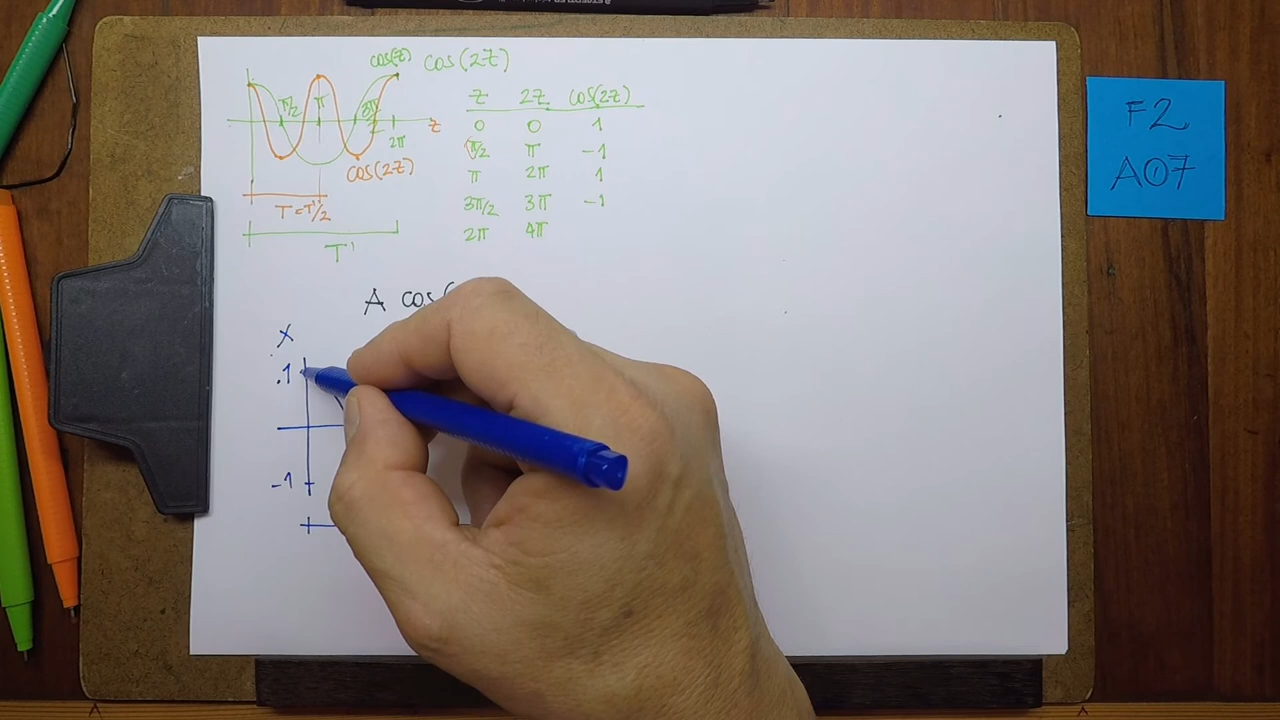 cos(z) cos(2z)
π/2 π 3π/2 2π z
cos(2z)
T = T'/2
T'
z 2z cos(2z)
0 0 1
π/2 π -1
π 2π 1
3π/2 3π -1
2π 4π
A cos(
x
.1
-1
F2
A07